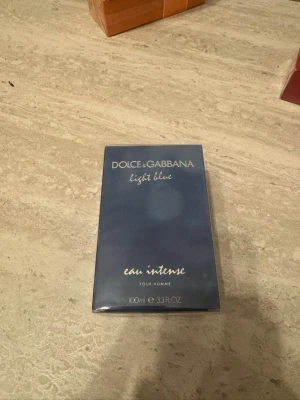 DOLCE & GABBANA
light blue
eau intense
POUR HOMME
100ml ℮ 3.3 FL.OZ.